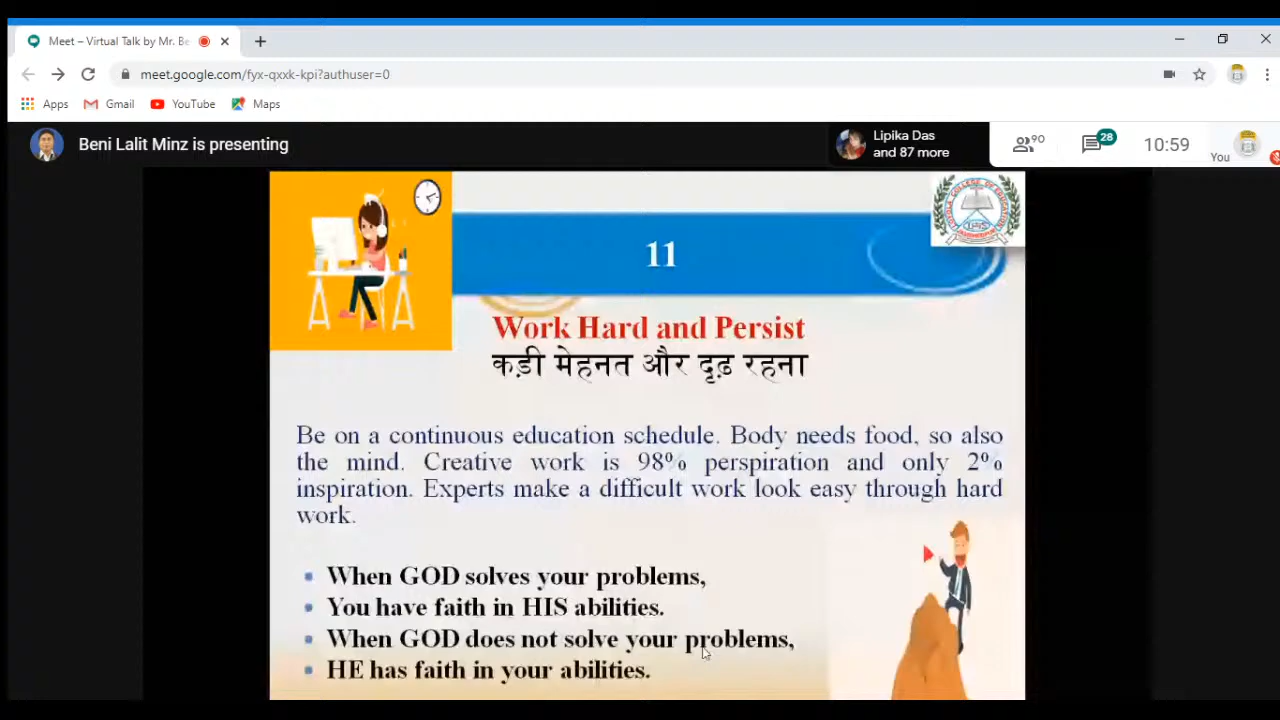 Meet – Virtual Talk by Mr. Be
meet.google.com/fyx-qxxk-kpi?authuser=0
Apps Gmail YouTube Maps
Beni Lalit Minz is presenting
Lipika Das
and 87 more
90
28
10:59
You
11
Work Hard and Persist
कड़ी मेहनत और दृढ़ रहना
Be on a continuous education schedule. Body needs food, so also
the mind. Creative work is 98% perspiration and only 2%
inspiration. Experts make a difficult work look easy through hard
work.
When GOD solves your problems,
You have faith in HIS abilities.
When GOD does not solve your problems,
HE has faith in your abilities.